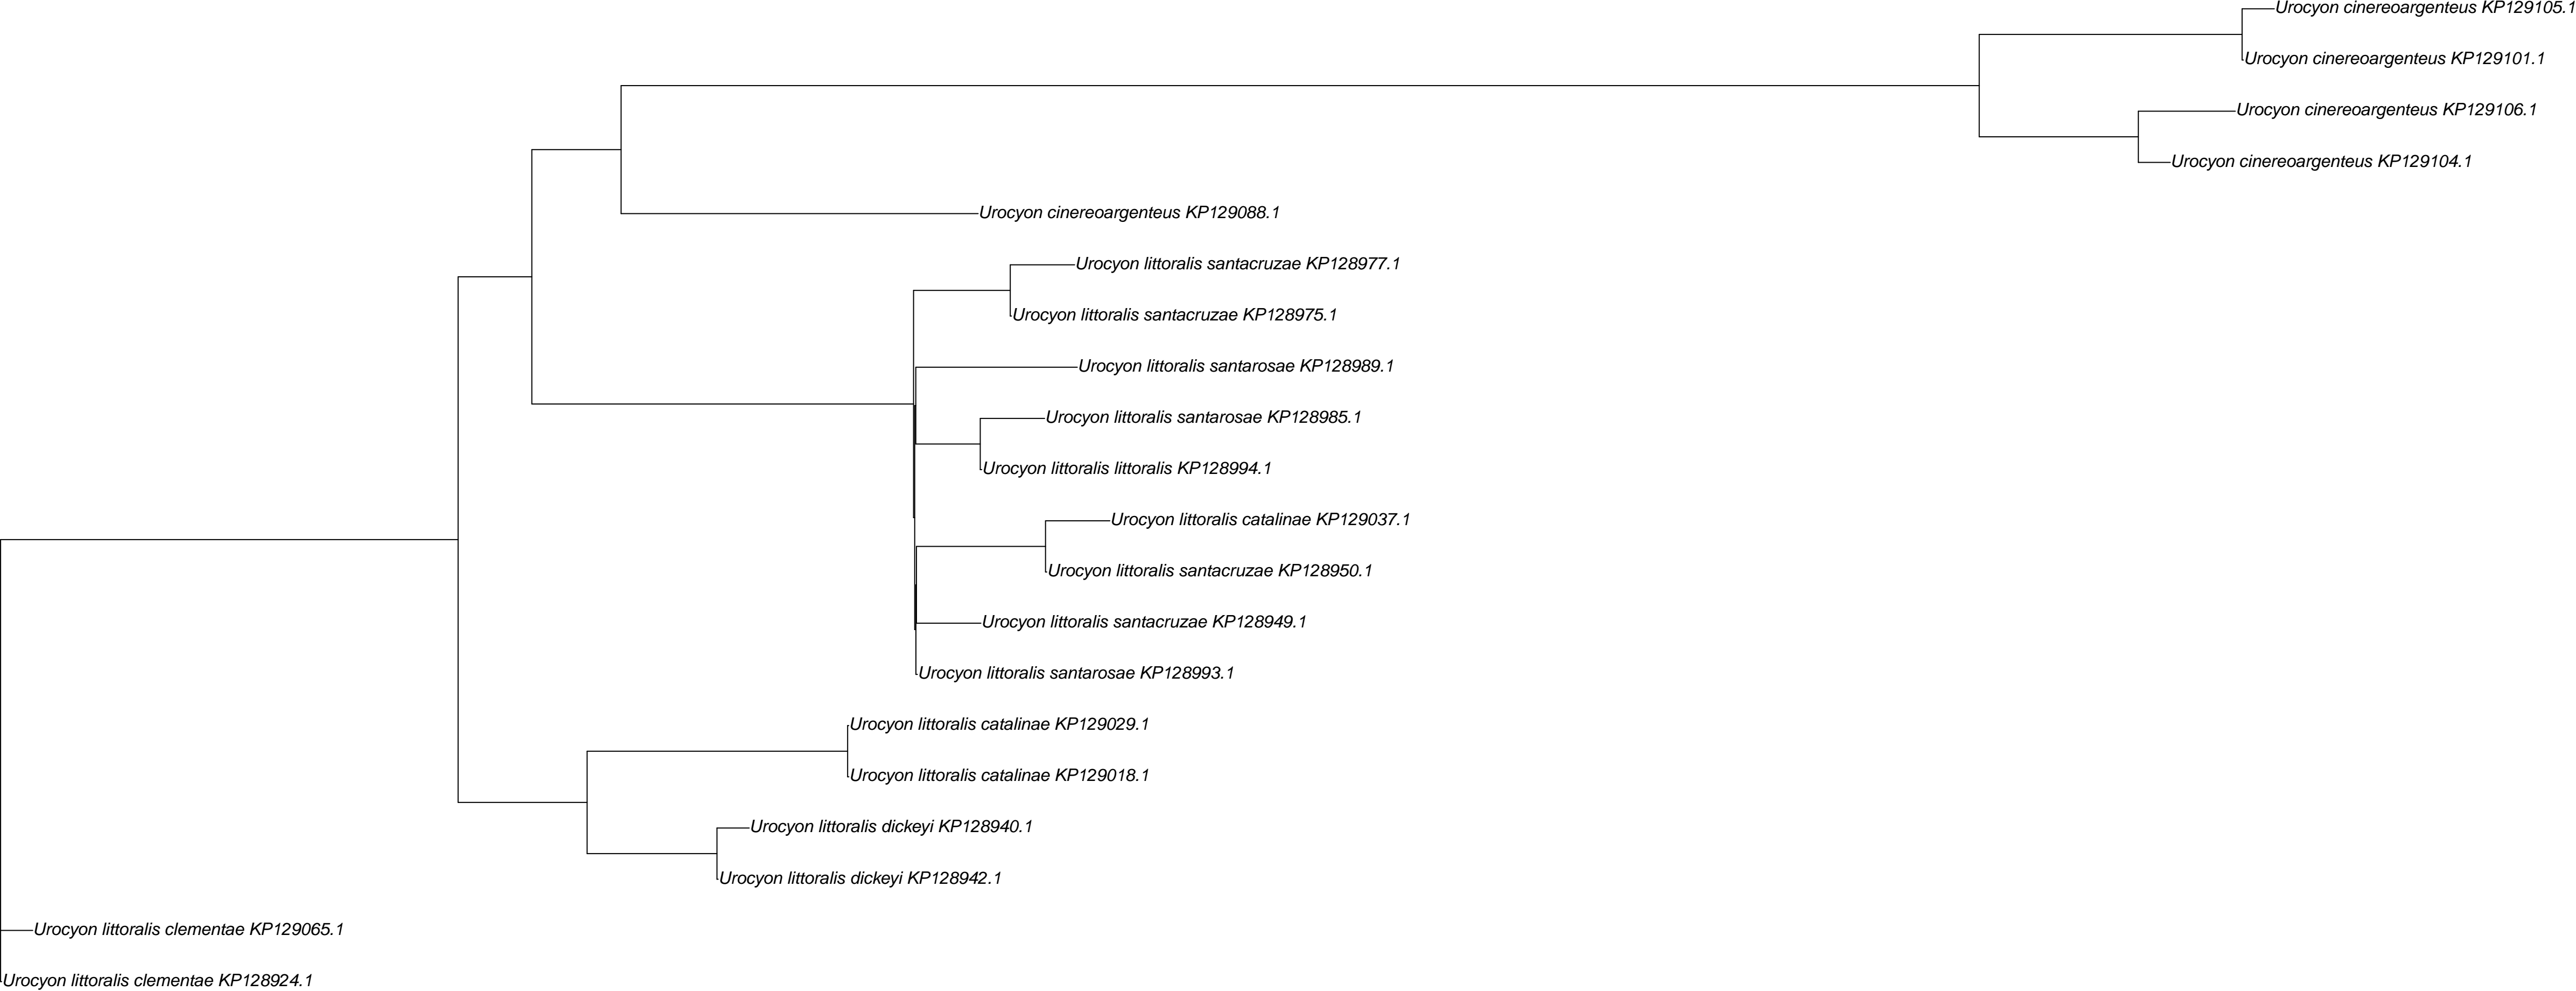 Urocyon cinereoargenteus KP129105.1
Urocyon cinereoargenteus KP129101.1
Urocyon cinereoargenteus KP129106.1
Urocyon cinereoargenteus KP129104.1
Urocyon cinereoargenteus KP129088.1
Urocyon littoralis santacruzae KP128977.1
Urocyon littoralis santacruzae KP128975.1
Urocyon littoralis santarosae KP128989.1
Urocyon littoralis santarosae KP128985.1
Urocyon littoralis littoralis KP128994.1
Urocyon littoralis catalinae KP129037.1
Urocyon littoralis santacruzae KP128950.1
Urocyon littoralis santacruzae KP128949.1
Urocyon littoralis santarosae KP128993.1
Urocyon littoralis catalinae KP129029.1
Urocyon littoralis catalinae KP129018.1
Urocyon littoralis dickeyi KP128940.1
Urocyon littoralis dickeyi KP128942.1
Urocyon littoralis clementae KP129065.1
Urocyon littoralis clementae KP128924.1